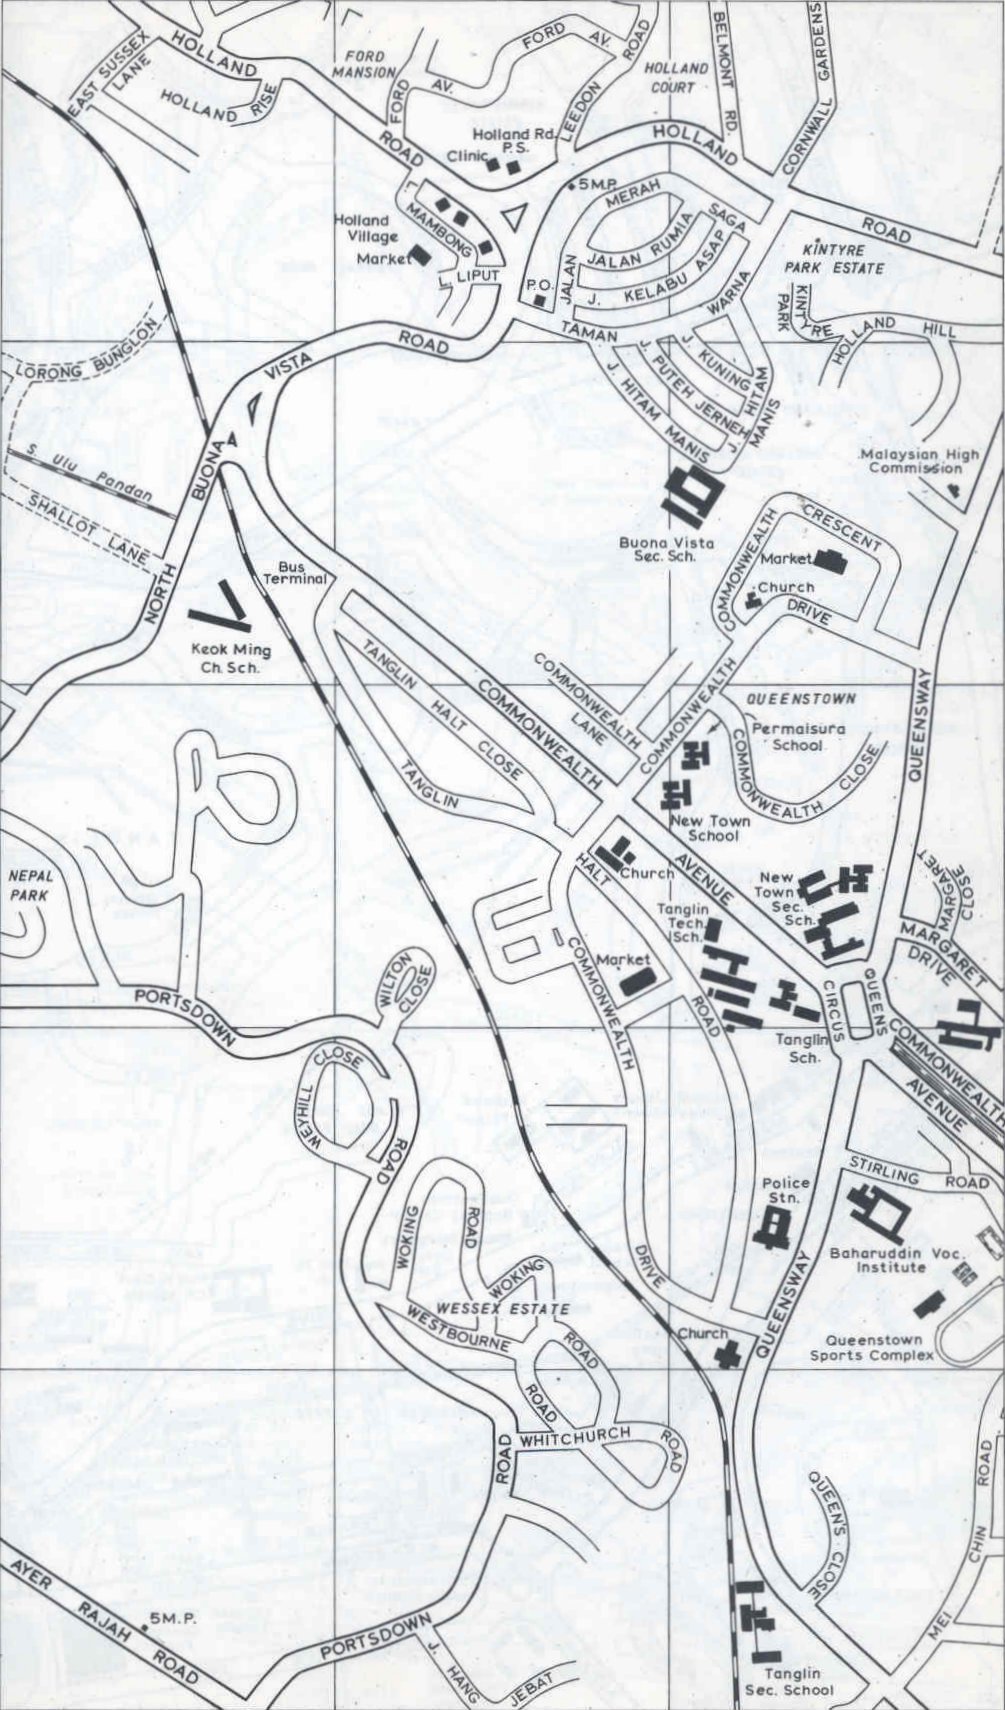 EAST SUSSEX
LANE
HOLLAND
HOLLAND RISE
FORD
MANSION
FORD
AV.
FORD AV.
LEEDON ROAD
HOLLAND
COURT
BELMONT RD.
CORNWALL GARDENS
ROAD
Holland Rd.
P.S.
Clinic
HOLLAND
5M.P.
MERAH
SAGA
ROAD
L.
MAMBONG
Holland
Village
Market
L. LIPUT
P.O.
JALAN
JALAN RUMIA
J. KELABU ASAP
WARNA
TAMAN
KINTYRE
PARK ESTATE
KINTYRE
PARK
HOLLAND HILL
LORONG BUNGLON
VISTA
ROAD
J. KUNING
J. PUTEH JERNEH
J. HITAM MANIS
J. HITAM
MANIS
S. Ulu Pandan
SHALLOT LANE
BUONA
NORTH
Malaysian High
Commission
Buona Vista
Sec. Sch.
COMMONWEALTH
CRESCENT
Market
Church
DRIVE
Bus
Terminal
Keok Ming
Ch. Sch.
TANGLIN
HALT
CLOSE
COMMONWEALTH
COMMONWEALTH
LANE
COMMONWEALTH
QUEENSTOWN
Permaisura
School
COMMONWEALTH CLOSE
QUEENSWAY
TANGLIN
New Town
School
HALT
Church
AVENUE
New
Town
Sec.
Sch.
MARGARET
CLOSE
MARGARET
MARGARET
DRIVE
NEPAL
PARK
Tanglin
Tech.
Sch.
Market
COMMONWEALTH
ROAD
WILTON
CLOSE
PORTSDOWN
QUEENS
CIRCUS
Tanglin
Sch.
COMMONWEALTH
AVENUE
WEYHILL CLOSE
ROAD
STIRLING ROAD
Police
Stn.
Baharuddin Voc.
Institute
WOKING
ROAD
WOKING
DRIVE
QUEENSWAY
WESSEX ESTATE
WESTBOURNE
ROAD
ROAD
Church
Queenstown
Sports Complex
WHITCHURCH
ROAD
ROAD
QUEEN'S CLOSE
MEI CHIN ROAD
AYER RAJAH ROAD
5M.P.
PORTSDOWN
J. HANG JEBAT
Tanglin
Sec. School